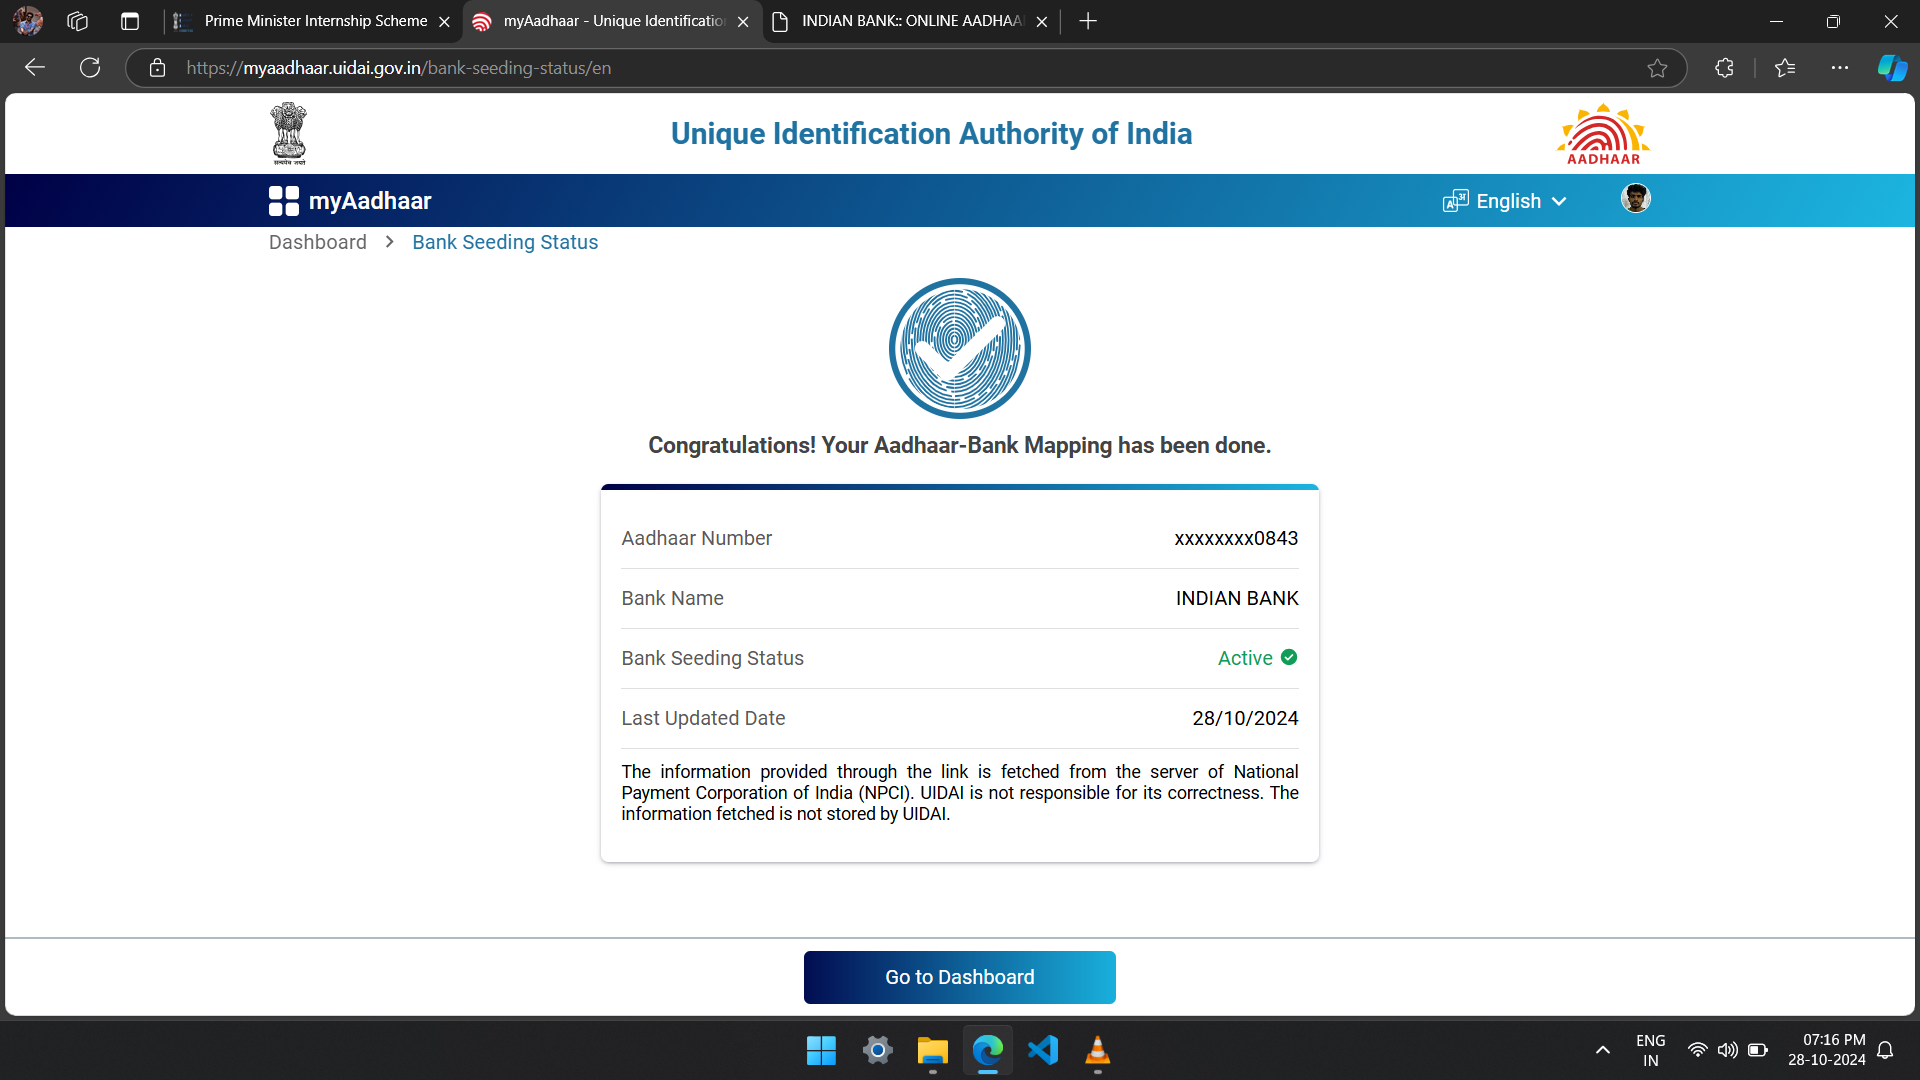 Prime Minister Internship Scheme
myAadhaar - Unique Identificatio
INDIAN BANK:: ONLINE AADHAA
https://myaadhaar.uidai.gov.in/bank-seeding-status/en
सत्यमेव जयते
Unique Identification Authority of India
AADHAAR
myAadhaar
English
Dashboard > Bank Seeding Status
Congratulations! Your Aadhaar-Bank Mapping has been done.
Aadhaar Number xxxxxxxx0843
Bank Name INDIAN BANK
Bank Seeding Status Active
Last Updated Date 28/10/2024
The information provided through the link is fetched from the server of National
Payment Corporation of India (NPCI). UIDAI is not responsible for its correctness. The
information fetched is not stored by UIDAI.
Go to Dashboard
ENG
IN
07:16 PM
28-10-2024